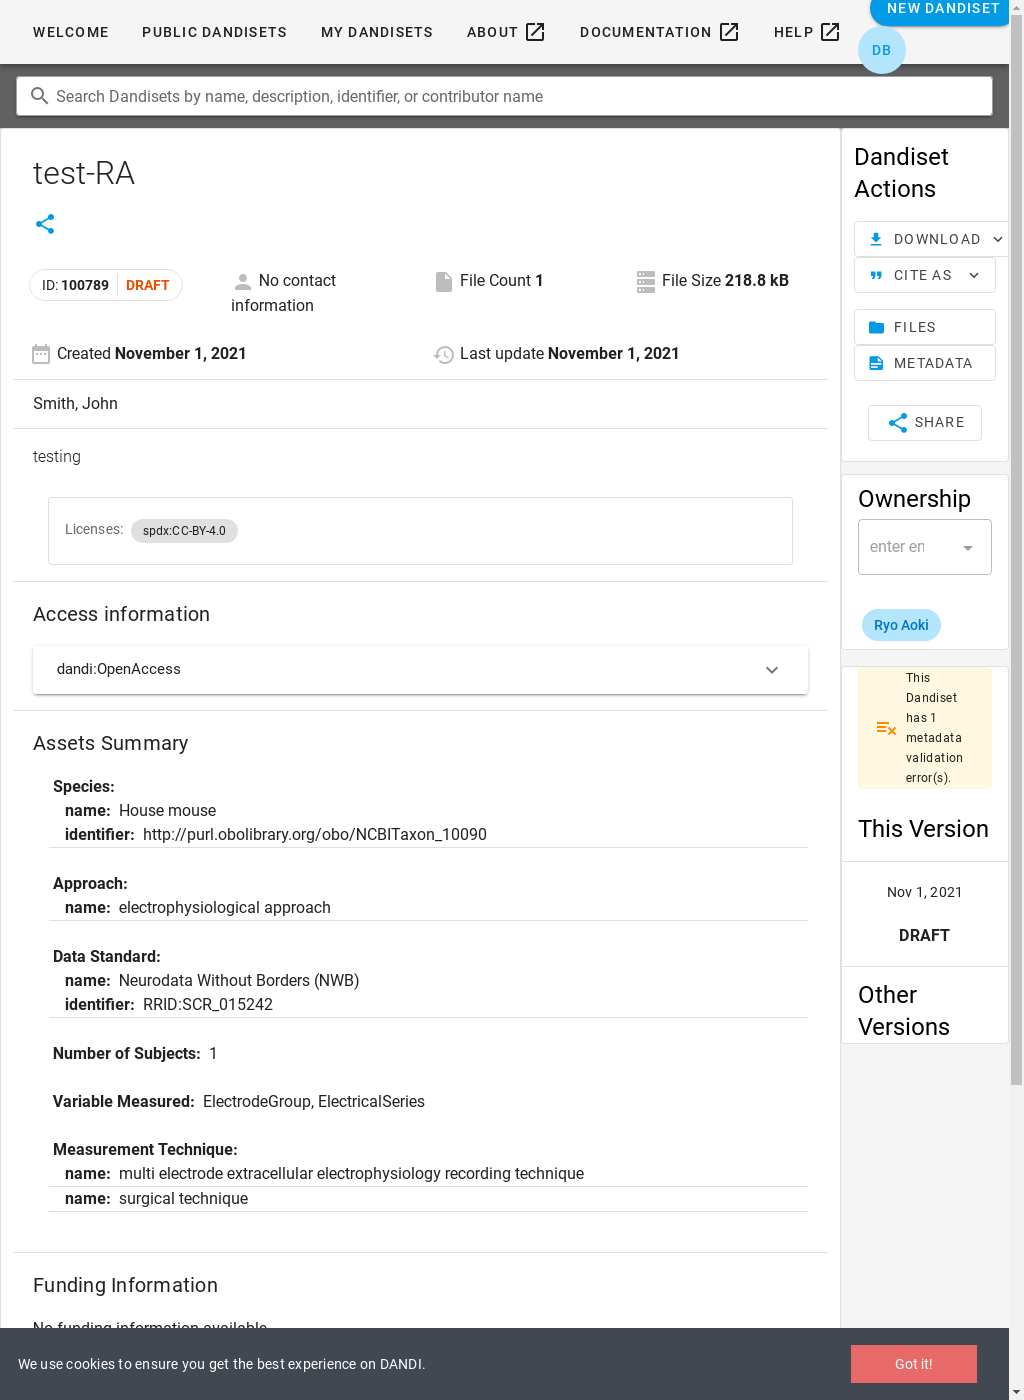 WELCOME PUBLIC DANDISETS MY DANDISETS ABOUT DOCUMENTATION HELP NEW DANDISET
DB
Search Dandisets by name, description, identifier, or contributor name
test-RA
ID: 100789 DRAFT
No contact
information
File Count 1
File Size 218.8 kB
Created November 1, 2021
Last update November 1, 2021
Smith, John
testing
Licenses: spdx:CC-BY-4.0
Access information
dandi:OpenAccess
Assets Summary
Species:
name: House mouse
identifier: http://purl.obolibrary.org/obo/NCBITaxon_10090
Approach:
name: electrophysiological approach
Data Standard:
name: Neurodata Without Borders (NWB)
identifier: RRID:SCR_015242
Number of Subjects: 1
Variable Measured: ElectrodeGroup, ElectricalSeries
Measurement Technique:
name: multi electrode extracellular electrophysiology recording technique
name: surgical technique
Funding Information
No funding information available
Dandiset
Actions
DOWNLOAD
CITE AS
FILES
METADATA
SHARE
Ownership
enter en
Ryo Aoki
This
Dandiset
has 1
metadata
validation
error(s).
This Version
Nov 1, 2021
DRAFT
Other
Versions
We use cookies to ensure you get the best experience on DANDI.
Got it!